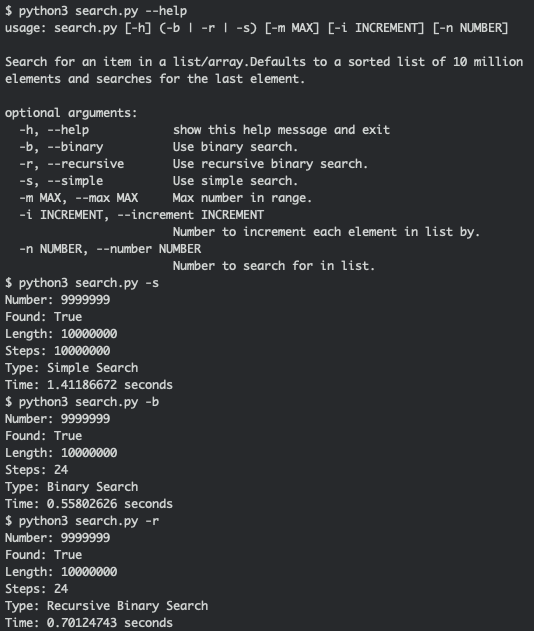 $ python3 search.py --help
usage: search.py [-h] (-b | -r | -s) [-m MAX] [-i INCREMENT] [-n NUMBER]

Search for an item in a list/array.Defaults to a sorted list of 10 million
elements and searches for the last element.

optional arguments:
  -h, --help            show this help message and exit
  -b, --binary          Use binary search.
  -r, --recursive       Use recursive binary search.
  -s, --simple          Use simple search.
  -m MAX, --max MAX     Max number in range.
  -i INCREMENT, --increment INCREMENT
                        Number to increment each element in list by.
  -n NUMBER, --number NUMBER
                        Number to search for in list.
$ python3 search.py -s
Number: 9999999
Found: True
Length: 10000000
Steps: 10000000
Type: Simple Search
Time: 1.41186672 seconds
$ python3 search.py -b
Number: 9999999
Found: True
Length: 10000000
Steps: 24
Type: Binary Search
Time: 0.55802626 seconds
$ python3 search.py -r
Number: 9999999
Found: True
Length: 10000000
Steps: 24
Type: Recursive Binary Search
Time: 0.70124743 seconds